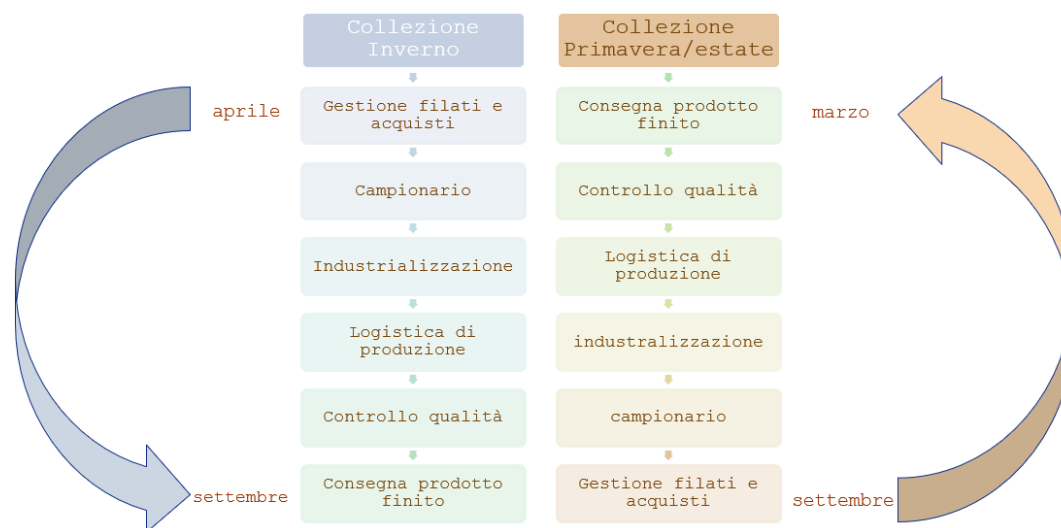 Collezione
Inverno
Collezione
Primavera/estate
aprile
Gestione filati e
acquisti
Consegna prodotto
finito
marzo
Campionario
Controllo qualità
Industrializzazione
Logistica di
produzione
Logistica di
produzione
industralizzazione
Controllo qualità
campionario
settembre
Consegna prodotto
finito
Gestione filati e
acquisti
settembre